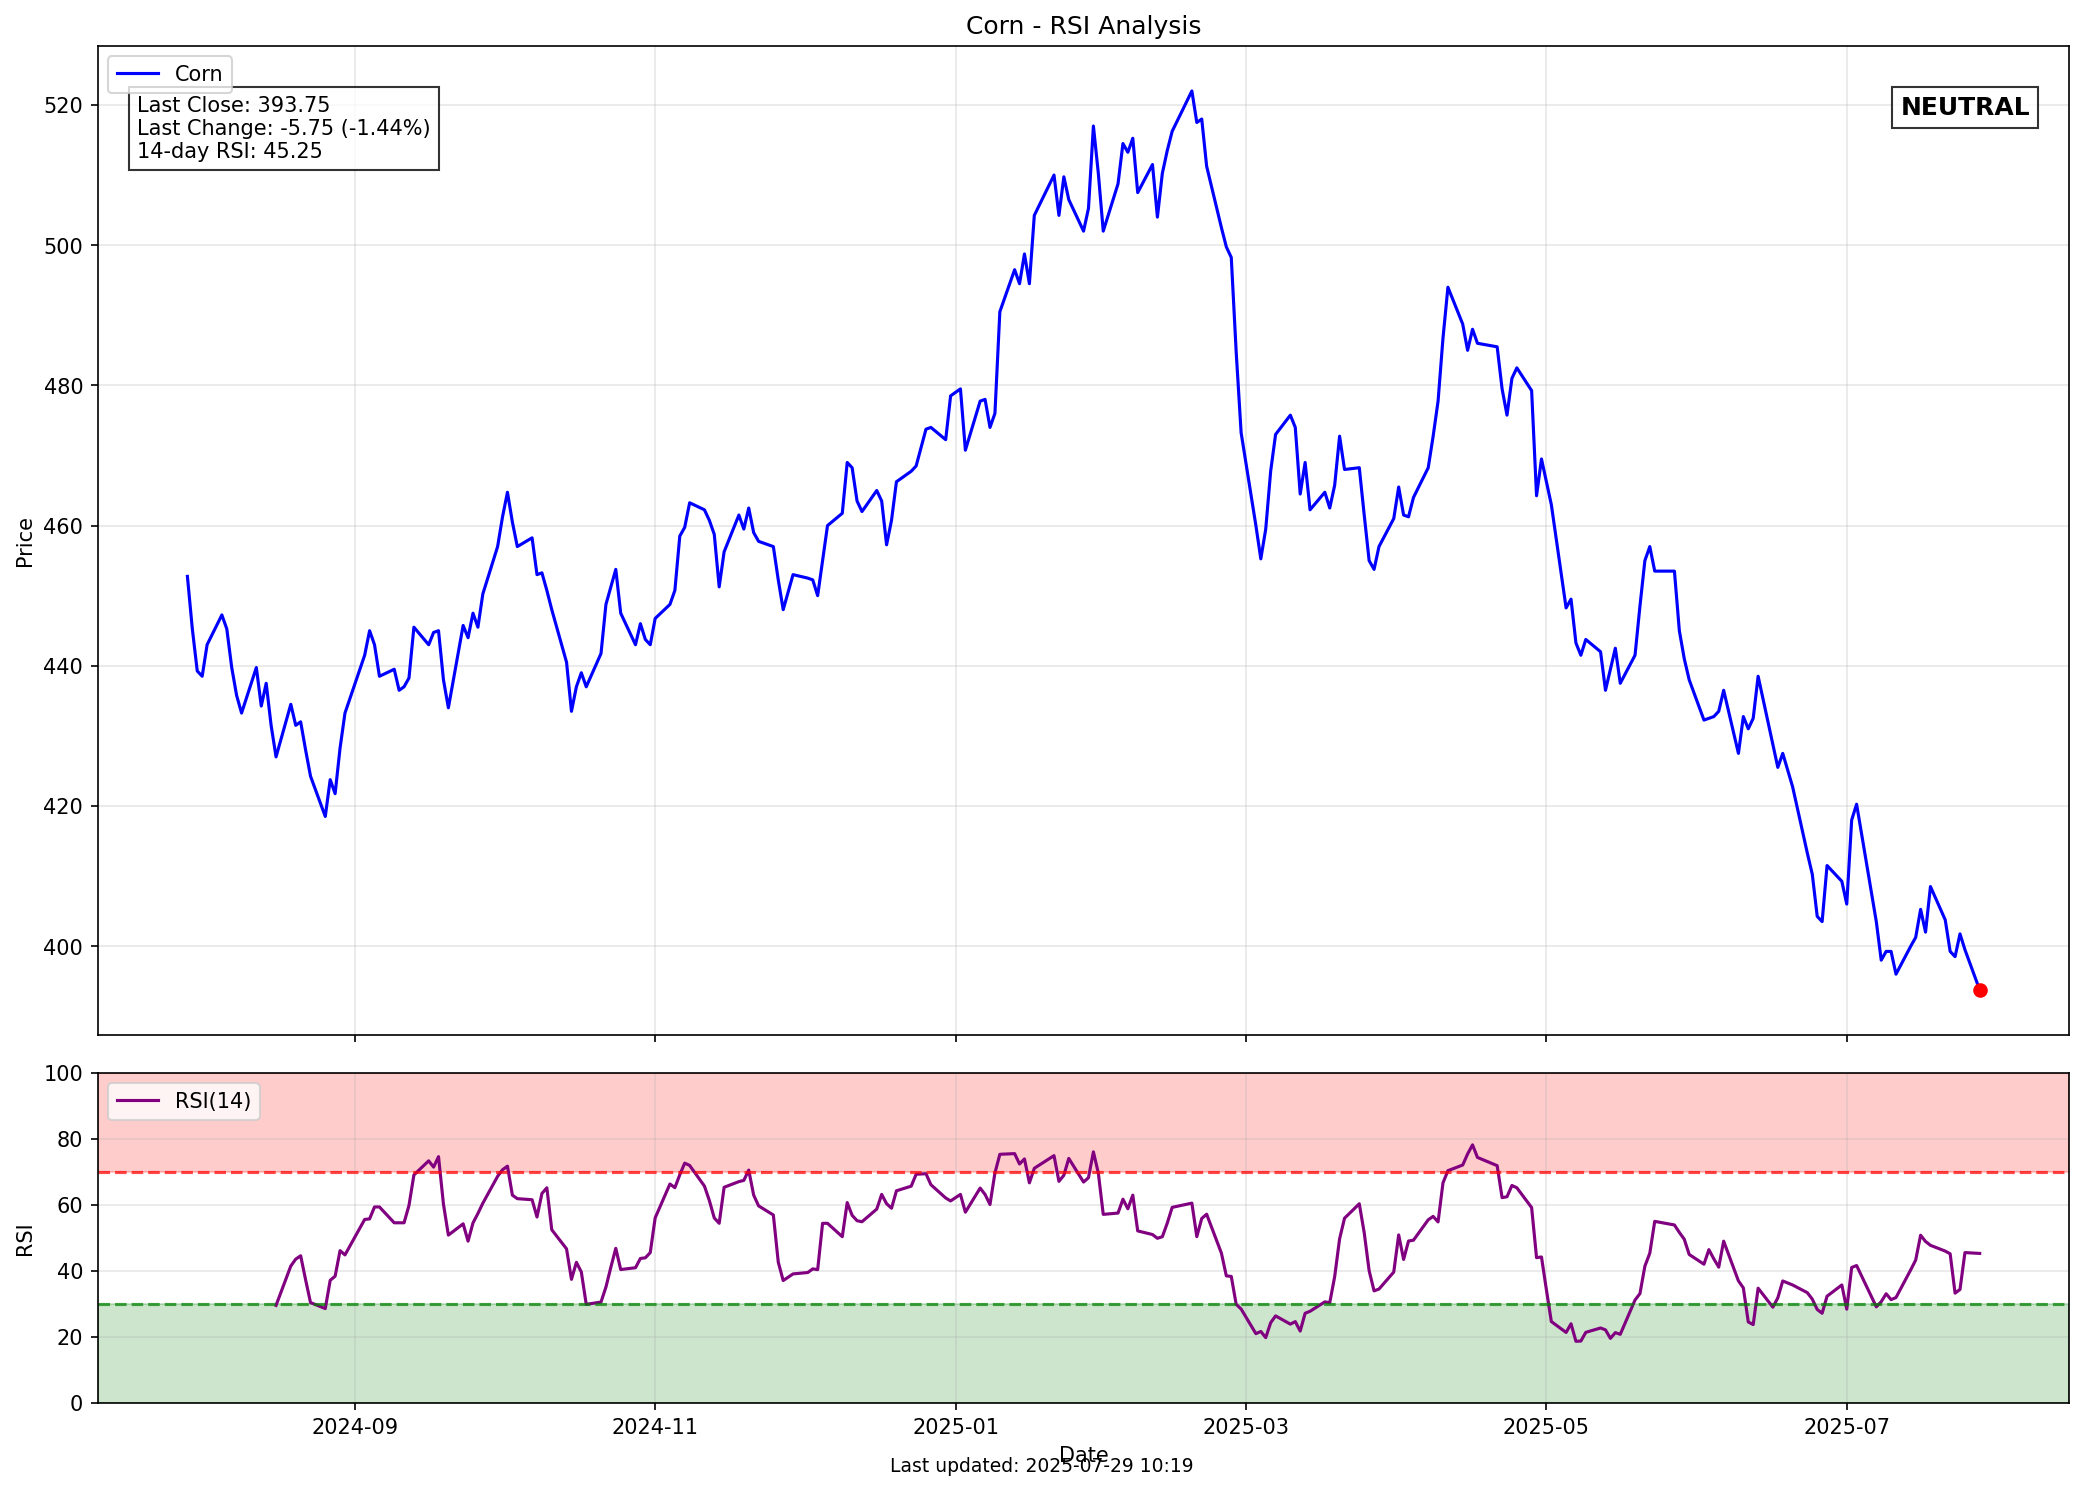 Corn - RSI Analysis
Corn
Last Close: 393.75
Last Change: -5.75 (-1.44%)
14-day RSI: 45.25
NEUTRAL
520
500
480
460
440
420
400
Price
RSI(14)
100
80
60
40
20
0
RSI
2024-09
2024-11
2025-01
2025-03
2025-05
2025-07
Date
Last updated: 2025-07-29 10:19